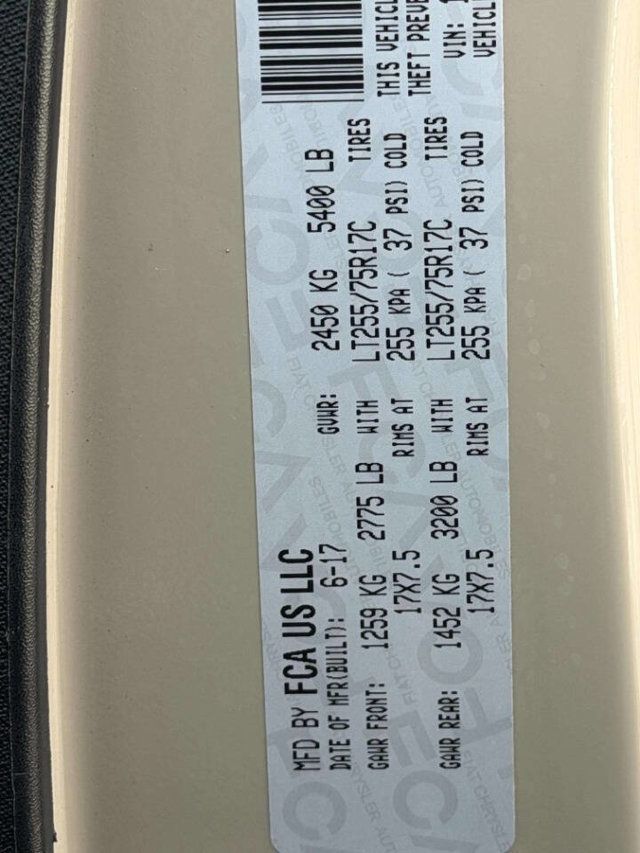 MFD BY FCA US LLC
DATE OF MFR(BUILT): 6-17 GVWR: 2450 KG 5400 LB
GAWR FRONT: 1259 KG 2775 LB WITH LT255/75R17C TIRES
17X7.5 RIMS AT 255 KPA ( 37 PSI) COLD
GAWR REAR: 1452 KG 3200 LB WITH LT255/75R17C TIRES
17X7.5 RIMS AT 255 KPA ( 37 PSI) COLD
THIS VEHICL
THEFT PREVE
VIN: 1
VEHICL